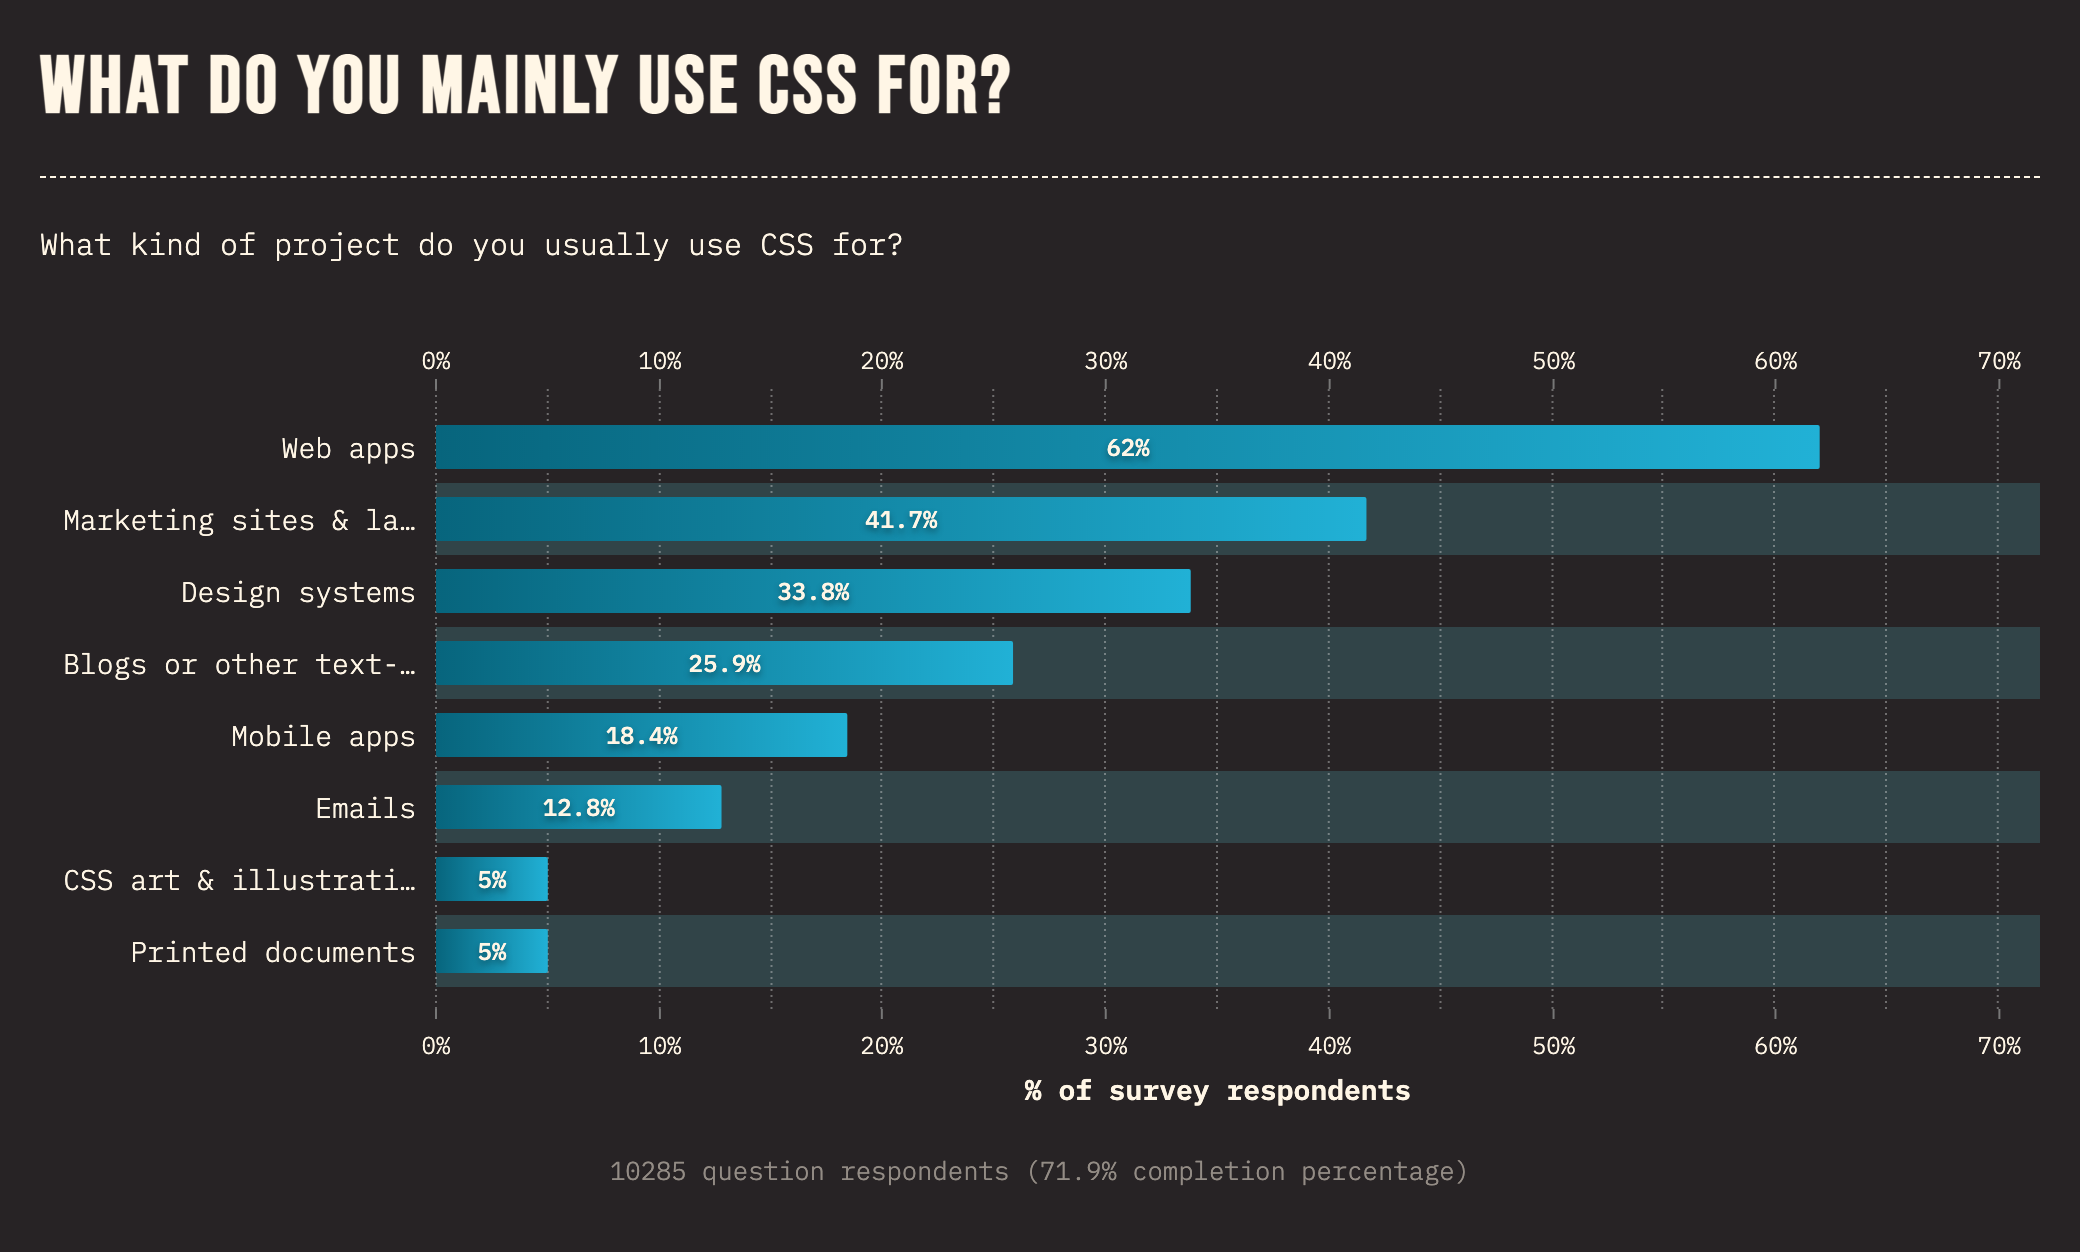 WHAT DO YOU MAINLY USE CSS FOR?
What kind of project do you usually use CSS for?
0% 10% 20% 30% 40% 50% 60% 70%
Web apps 62%
Marketing sites & la… 41.7%
Design systems 33.8%
Blogs or other text-… 25.9%
Mobile apps 18.4%
Emails 12.8%
CSS art & illustrati… 5%
Printed documents 5%
0% 10% 20% 30% 40% 50% 60% 70%
% of survey respondents
10285 question respondents (71.9% completion percentage)